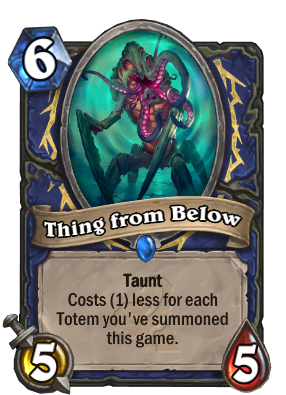 6
Thing from Below
Taunt
Costs (1) less for each
Totem you've summoned
this game.
5
5